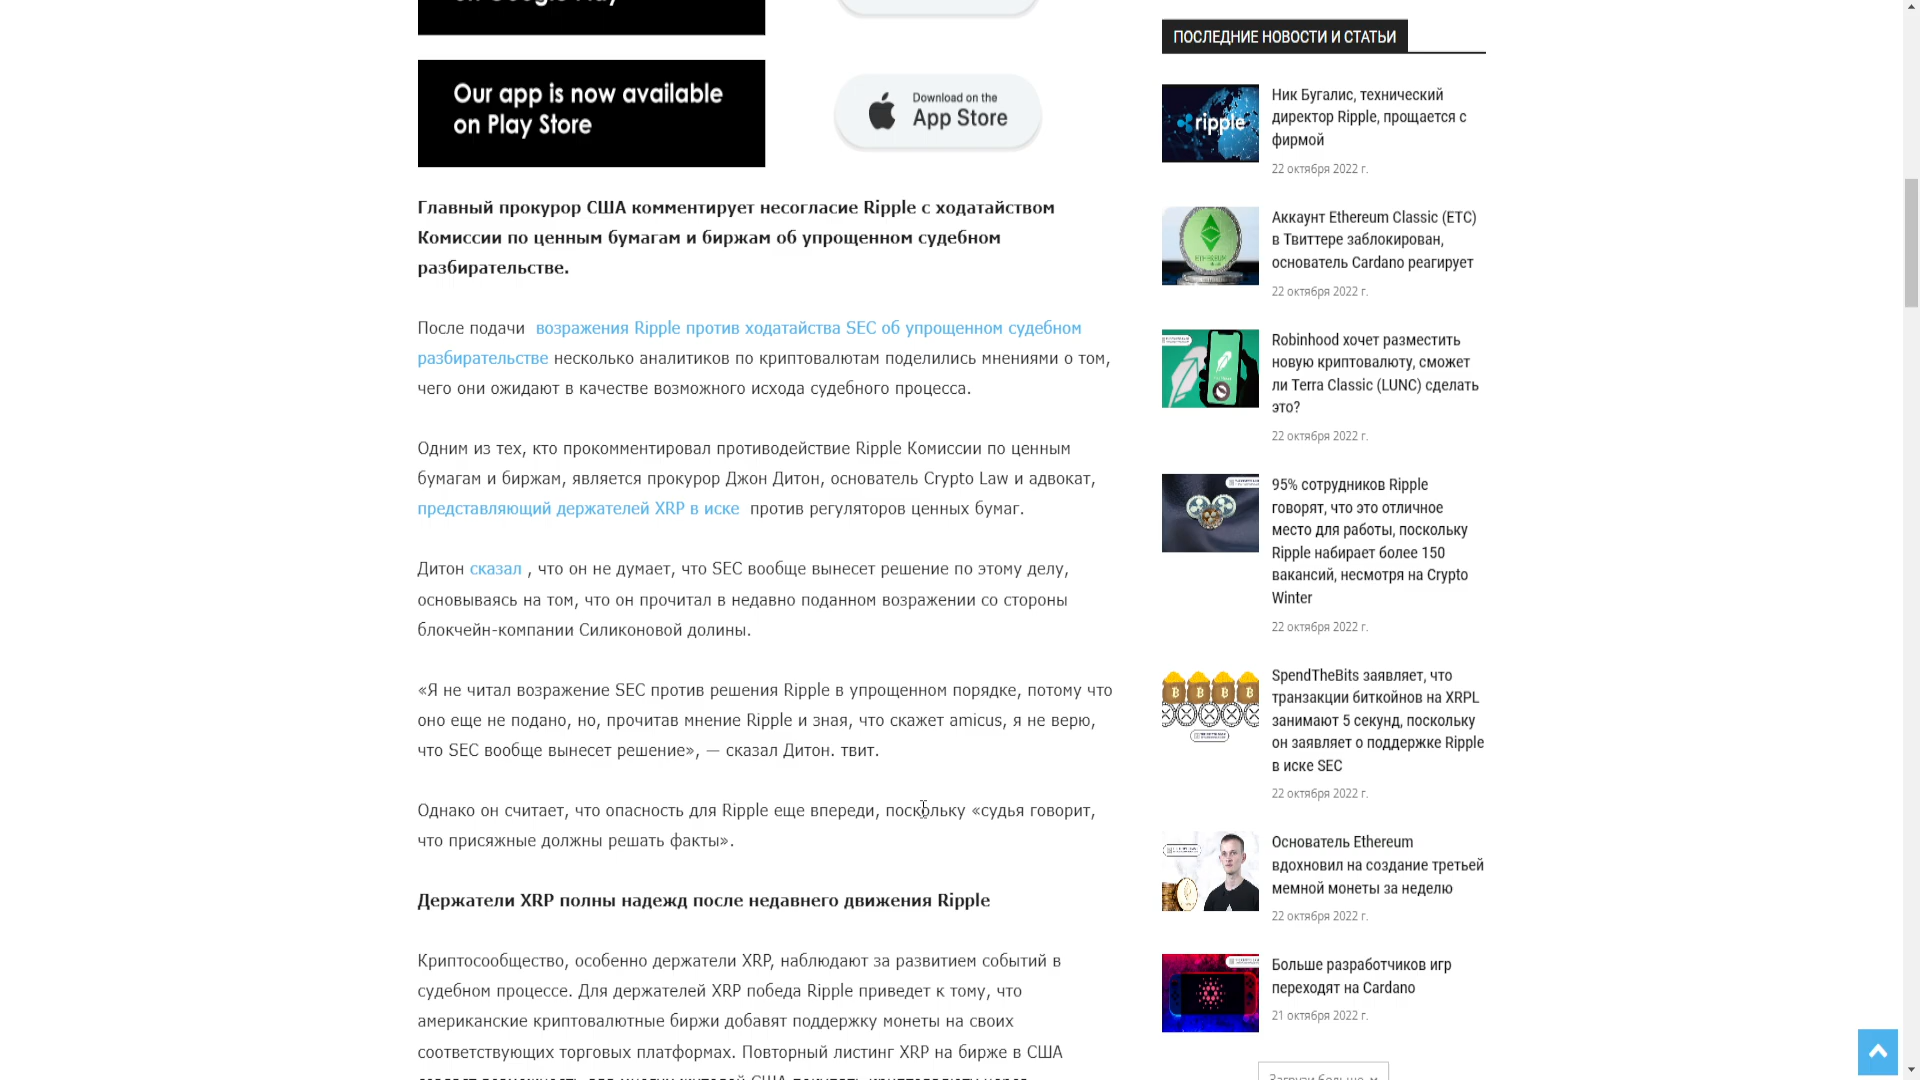 Our app is now available
on Play Store
Download on the
App Store
Главный прокурор США комментирует несогласие Ripple с ходатайством
Комиссии по ценным бумагам и биржам об упрощенном судебном
разбирательстве.
После подачи возражения Ripple против ходатайства SEC об упрощенном судебном
разбирательстве несколько аналитиков по криптовалютам поделились мнениями о том,
чего они ожидают в качестве возможного исхода судебного процесса.
Одним из тех, кто прокомментировал противодействие Ripple Комиссии по ценным
бумагам и биржам, является прокурор Джон Дитон, основатель Crypto Law и адвокат,
представляющий держателей XRP в иске против регуляторов ценных бумаг.
Дитон сказал , что он не думает, что SEC вообще вынесет решение по этому делу,
основываясь на том, что он прочитал в недавно поданном возражении со стороны
блокчейн-компании Силиконовой долины.
«Я не читал возражение SEC против решения Ripple в упрощенном порядке, потому что
оно еще не подано, но, прочитав мнение Ripple и зная, что скажет amicus, я не верю,
что SEC вообще вынесет решение», — сказал Дитон. твит.
Однако он считает, что опасность для Ripple еще впереди, поскольку «судья говорит,
что присяжные должны решать факты».
Держатели XRP полны надежд после недавнего движения Ripple
Криптосообщество, особенно держатели XRP, наблюдают за развитием событий в
судебном процессе. Для держателей XRP победа Ripple приведет к тому, что
американские криптовалютные биржи добавят поддержку монеты на своих
соответствующих торговых платформах. Повторный листинг XRP на бирже в США
ПОСЛЕДНИЕ НОВОСТИ И СТАТЬИ
ripple
Ник Бугалис, технический
директор Ripple, прощается с
фирмой
22 октября 2022 г.
Аккаунт Ethereum Classic (ETC)
в Твиттере заблокирован,
основатель Cardano реагирует
22 октября 2022 г.
Robinhood хочет разместить
новую криптовалюту, сможет
ли Terra Classic (LUNC) сделать
это?
22 октября 2022 г.
95% сотрудников Ripple
говорят, что это отличное
место для работы, поскольку
Ripple набирает более 150
вакансий, несмотря на Crypto
Winter
22 октября 2022 г.
SpendTheBits заявляет, что
транзакции биткойнов на XRPL
занимают 5 секунд, поскольку
он заявляет о поддержке Ripple
в иске SEC
22 октября 2022 г.
Основатель Ethereum
вдохновил на создание третьей
мемной монеты за неделю
22 октября 2022 г.
Больше разработчиков игр
переходят на Cardano
21 октября 2022 г.